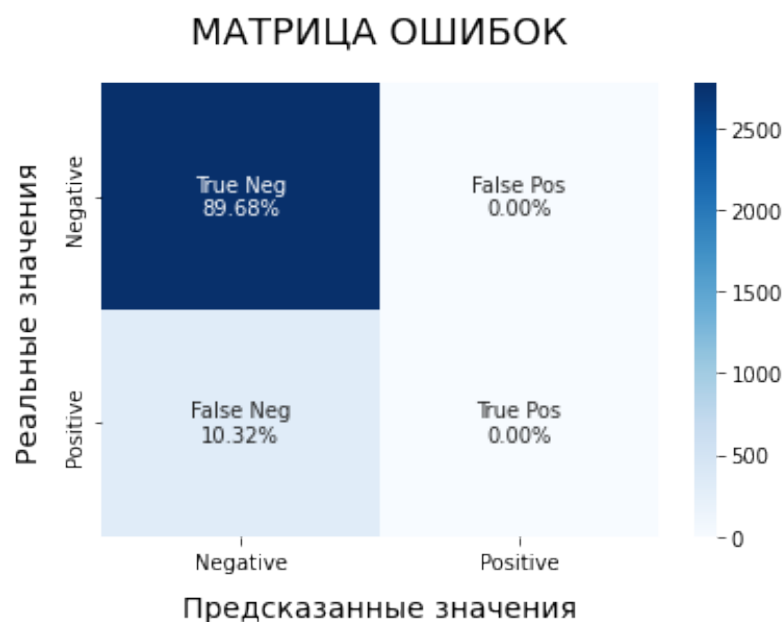 МАТРИЦА ОШИБОК
Реальные значения
Negative
Positive
True Neg
89.68%
False Pos
0.00%
False Neg
10.32%
True Pos
0.00%
Negative
Positive
Предсказанные значения
2500
2000
1500
1000
500
0